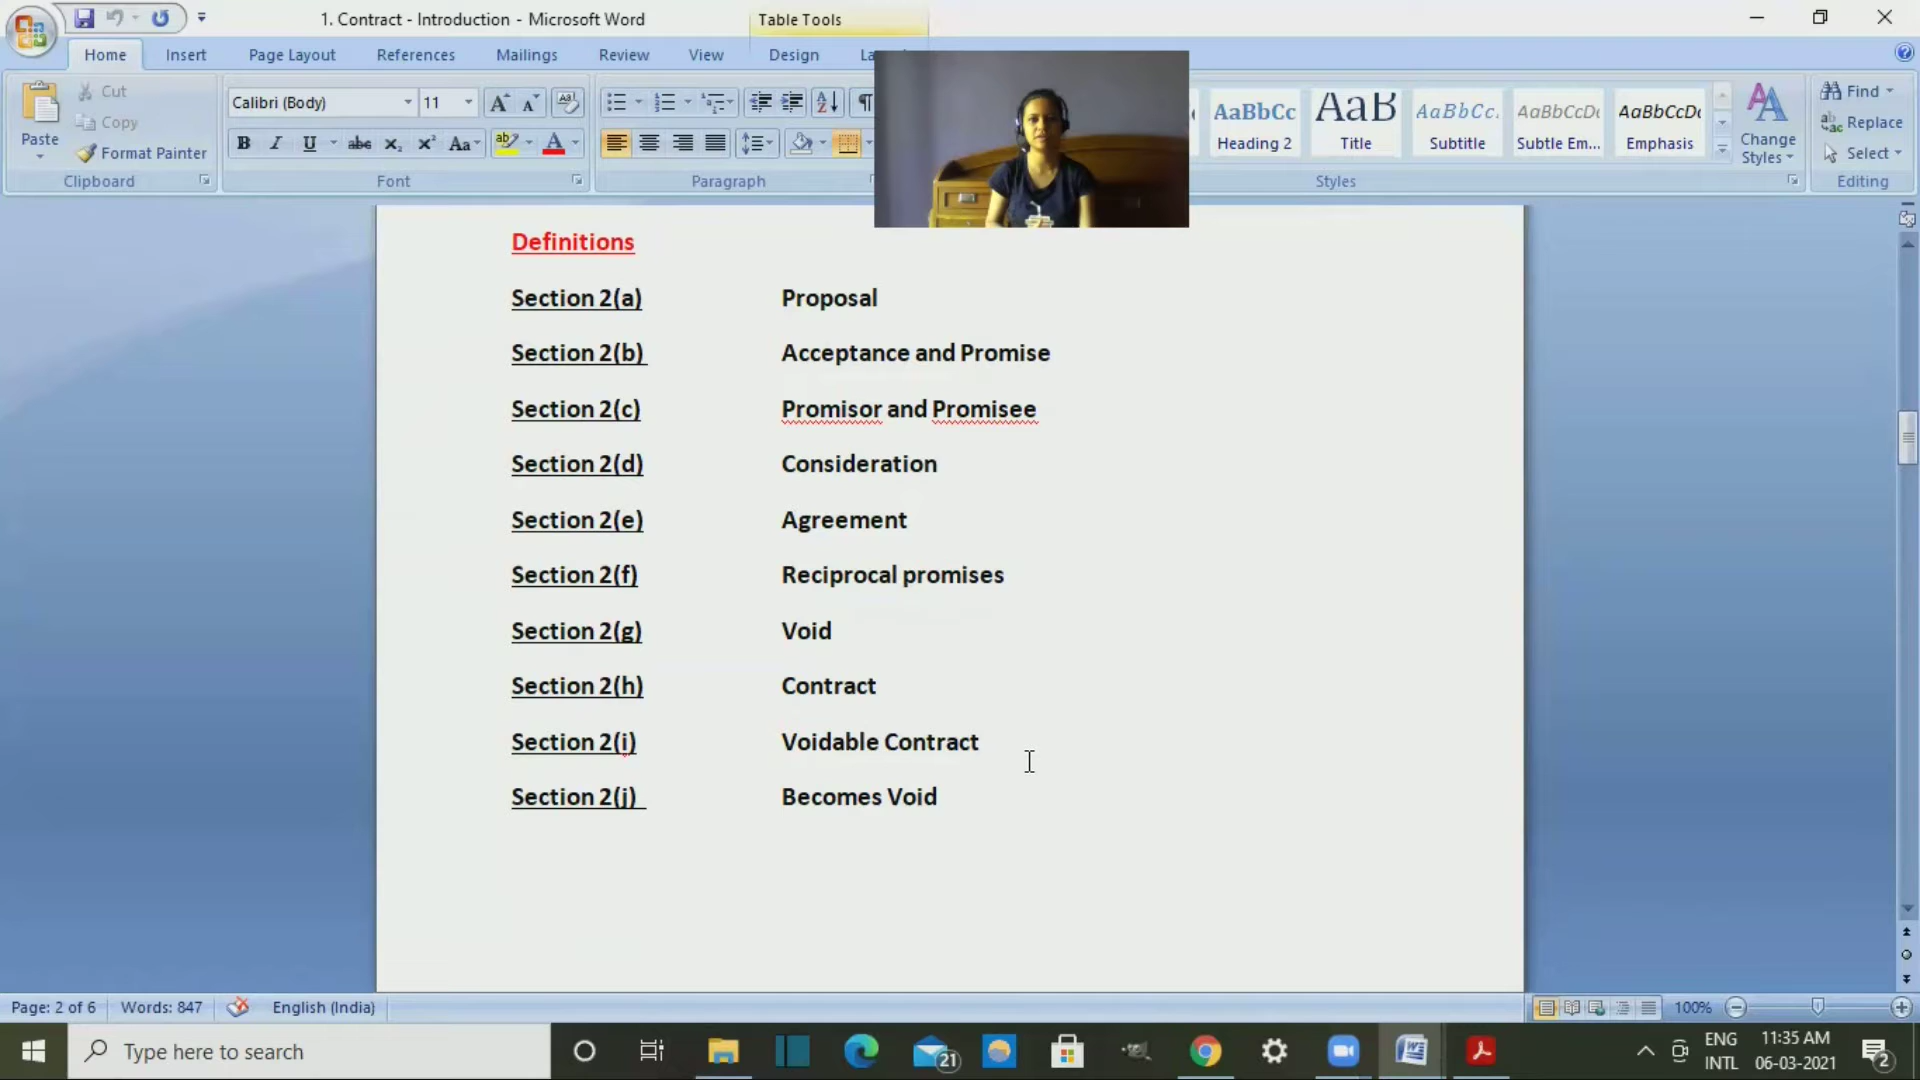 1. Contract - Introduction - Microsoft Word
Table Tools
Home Insert Page Layout References Mailings Review View Design
Paste
Cut
Copy
Format Painter
Clipboard
Calibri (Body) 11
Font
Paragraph
AaBbCc AaB AaBbCc. AaBbCcDc AaBbCcDc
Heading 2 Title Subtitle Subtle Em... Emphasis
Change
Styles
Styles
Find
Replace
Select
Editing
Definitions
Section 2(a) Proposal
Section 2(b) Acceptance and Promise
Section 2(c) Promisor and Promisee
Section 2(d) Consideration
Section 2(e) Agreement
Section 2(f) Reciprocal promises
Section 2(g) Void
Section 2(h) Contract
Section 2(i) Voidable Contract
Section 2(j) Becomes Void
Page: 2 of 6 Words: 847 English (India) 100%
Type here to search
21
ENG 11:35 AM
INTL 06-03-2021
2